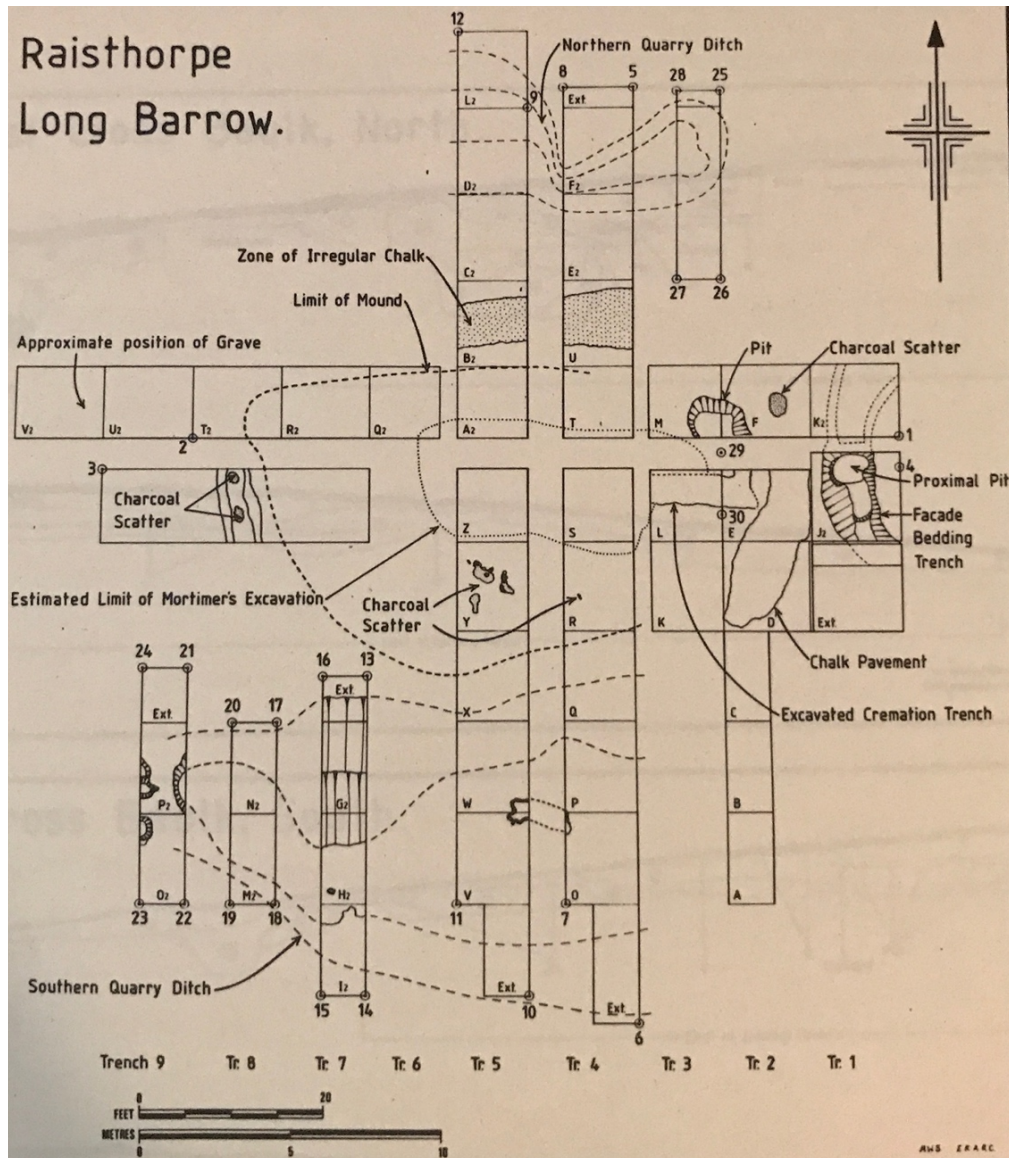 Raisthorpe
Long Barrow.
12
Northern Quarry Ditch
8 5 28 25
L2 9 Ext.
D2 F2
Zone of Irregular Chalk
C2 E2 27 26
Limit of Mound
Approximate position of Grave
Pit Charcoal Scatter
B2 U
V2 U2 T2 R2 Q2 A2 T M F K2 1
2
29
3 4
Proximal Pit
Charcoal
Scatter
30
Facade
Bedding
Trench
Z S L E J2
Estimated Limit of Mortimer's Excavation
Charcoal
Scatter
Y R K D Ext.
24 21 16 13
Chalk Pavement
Ext.
20 17
Ext. X Q C
Excavated Cremation Trench
P2 N2 G2 W P B
O2 M2 H2 V O A
23 22 19 18 11 7
Southern Quarry Ditch
I2 Ext. Ext.
15 14 10 6
Trench 9 Tr. 8 Tr. 7 Tr. 6 Tr. 5 Tr. 4 Tr. 3 Tr. 2 Tr. 1
0 20
FEET
METRES
0 5 10